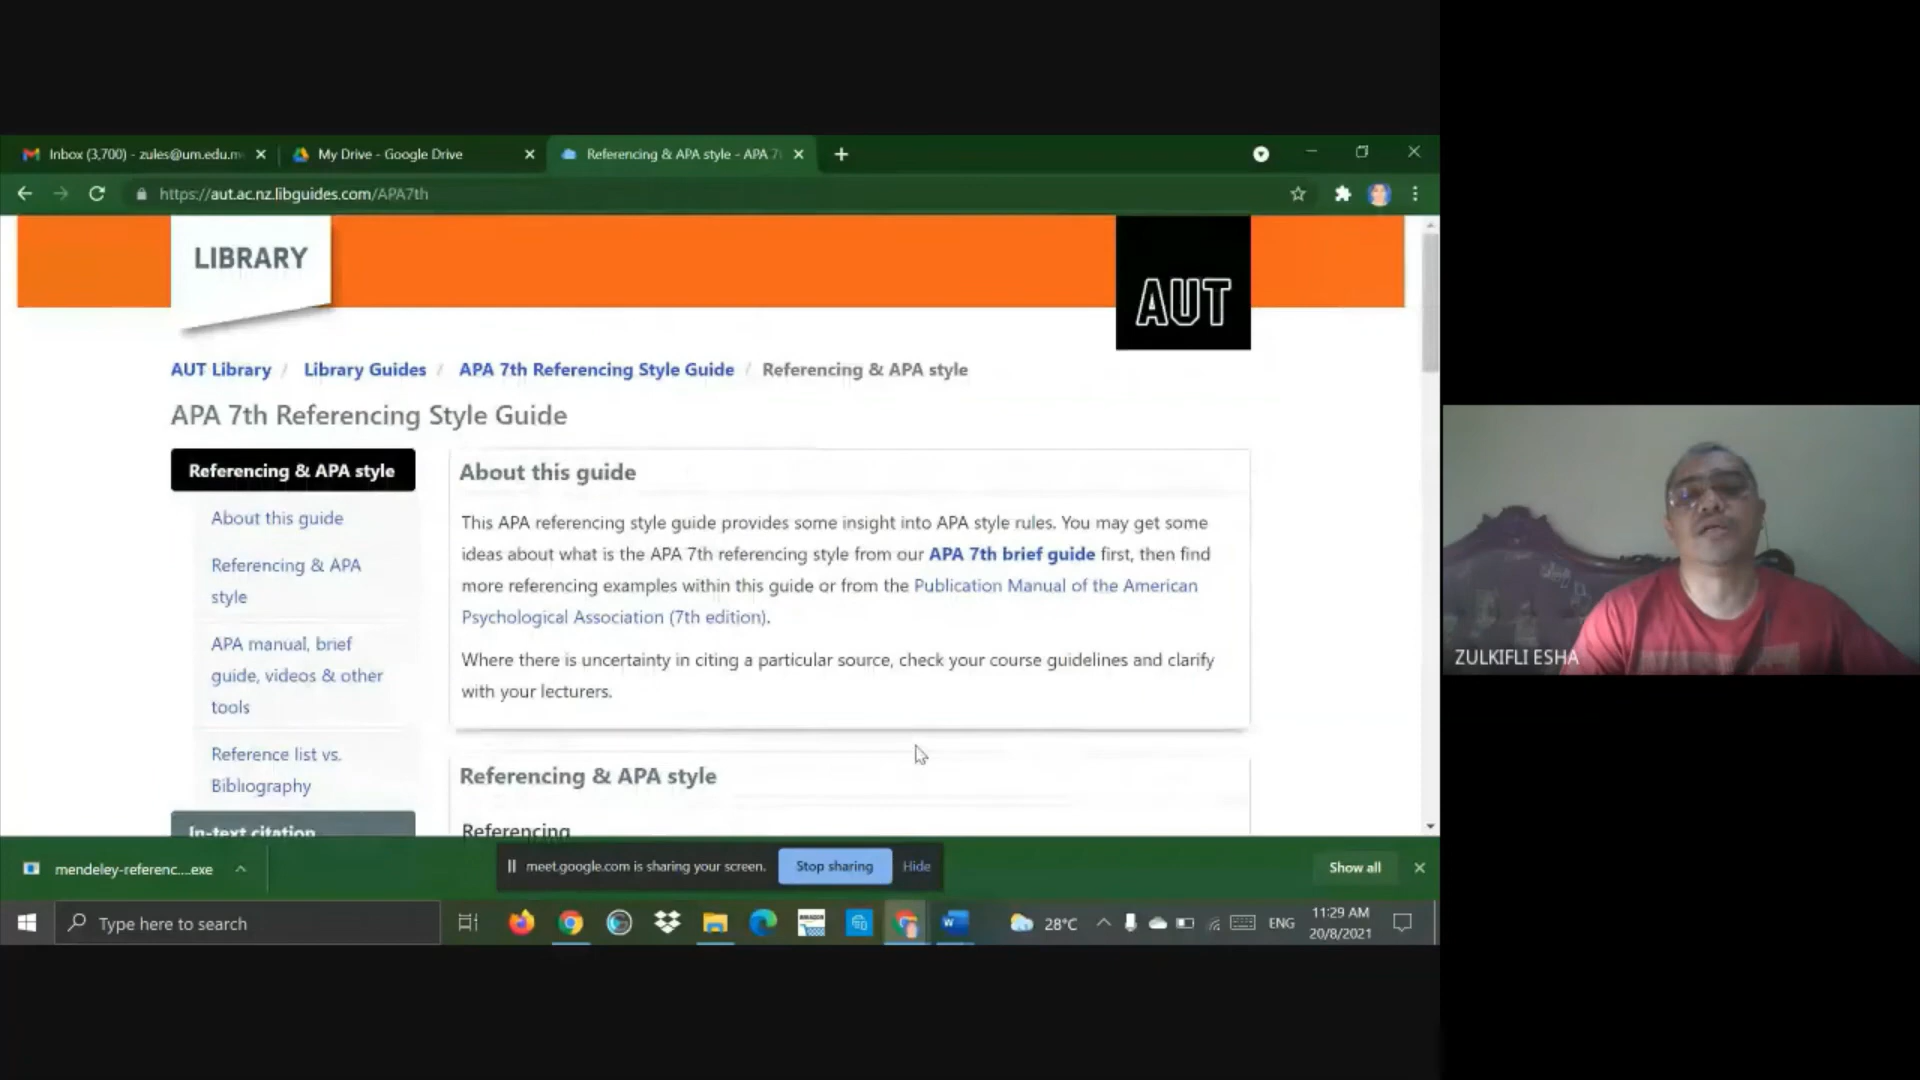 Inbox (3,700) - zules@um.edu.m
My Drive - Google Drive
Referencing & APA style - APA 7
https://aut.ac.nz.libguides.com/APA7th
LIBRARY
AUT
AUT Library / Library Guides / APA 7th Referencing Style Guide / Referencing & APA style
APA 7th Referencing Style Guide
Referencing & APA style
About this guide
Referencing & APA
style
APA manual, brief
guide, videos & other
tools
Reference list vs.
Bibliography
In-text citation
About this guide
This APA referencing style guide provides some insight into APA style rules. You may get some
ideas about what is the APA 7th referencing style from our APA 7th brief guide first, then find
more referencing examples within this guide or from the Publication Manual of the American
Psychological Association (7th edition).
Where there is uncertainty in citing a particular source, check your course guidelines and clarify
with your lecturers.
Referencing & APA style
Referencing
ZULKIFLI ESHA
mendeley-referenc....exe
meet.google.com is sharing your screen.
Stop sharing
Hide
Show all
Type here to search
28°C
ENG
11:29 AM
20/8/2021